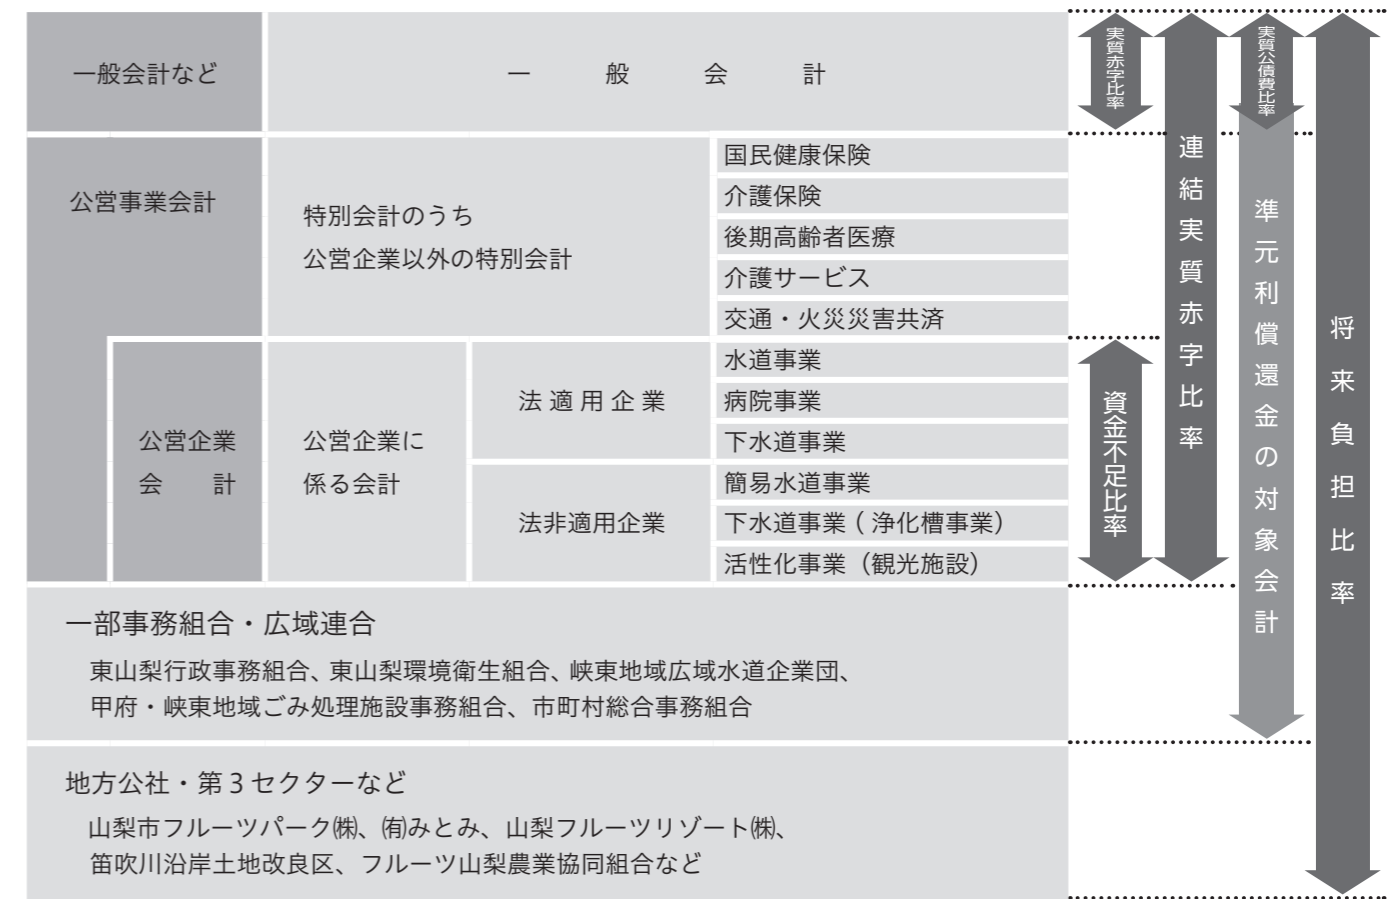 一般会計など
一般会計
公営事業会計
特別会計のうち
公営企業以外の特別会計
国民健康保険
介護保険
後期高齢者医療
介護サービス
交通・火災災害共済
公営企業
会計
公営企業に
係る会計
法適用企業
水道事業
病院事業
下水道事業
法非適用企業
簡易水道事業
下水道事業(浄化槽事業)
活性化事業(観光施設)
一部事務組合・広域連合
東山梨行政事務組合、東山梨環境衛生組合、峡東地域広域水道企業団、
甲府・峡東地域ごみ処理施設事務組合、市町村総合事務組合
地方公社・第3セクターなど
山梨市フルーツパーク㈱、㈲みとみ、山梨フルーツリゾート㈱、
笛吹川沿岸土地改良区、フルーツ山梨農業協同組合など
実質赤字比率
資金不足比率
連結実質赤字比率
実質公債費比率
準元利償還金の対象会計
将来負担比率